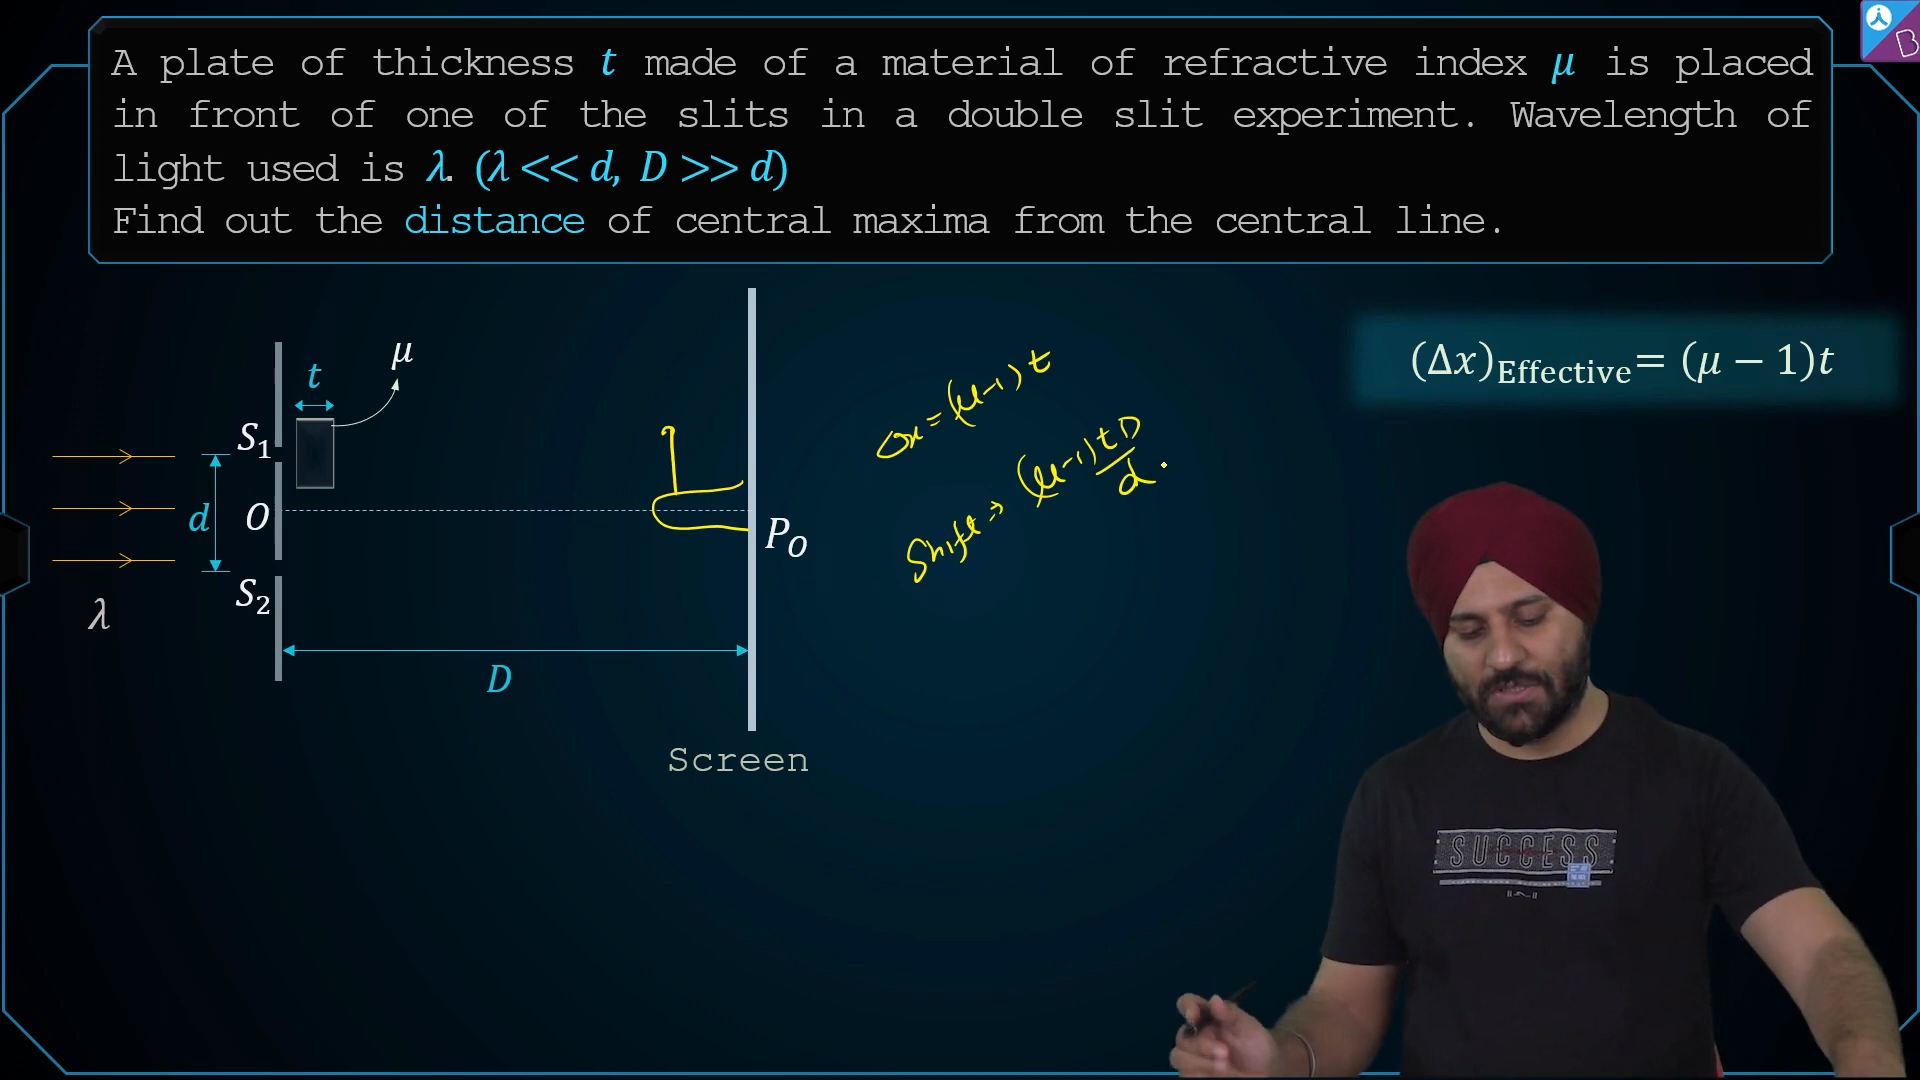 A plate of thickness t made of a material of refractive index μ is placed
in front of one of the slits in a double slit experiment. Wavelength of
light used is λ. (λ << d, D >> d)
Find out the distance of central maxima from the central line.
(Δx)Effective= (μ − 1)t
μ
t
S₁
d
O
S₂
λ
D
P_O
Screen
Δx = (μ-1) t
Shift ⇒ (μ-1) tD/d
SUCCESS
B